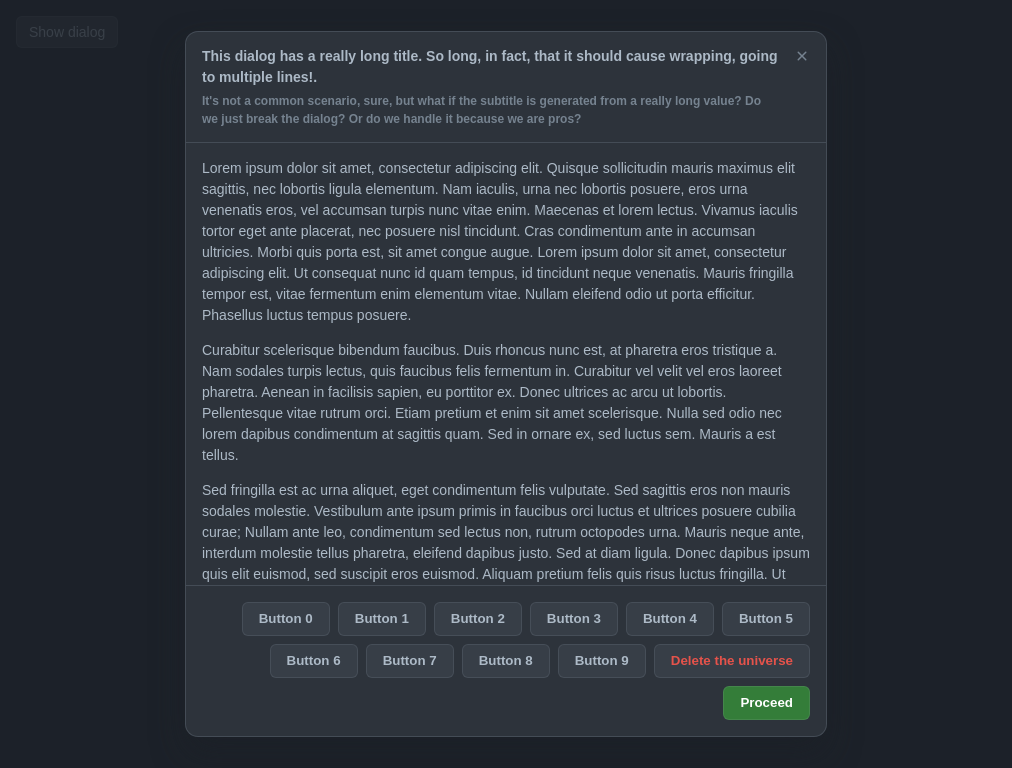 Show dialog
This dialog has a really long title. So long, in fact, that it should cause wrapping, going
to multiple lines!.
It's not a common scenario, sure, but what if the subtitle is generated from a really long value? Do
we just break the dialog? Or do we handle it because we are pros?
Lorem ipsum dolor sit amet, consectetur adipiscing elit. Quisque sollicitudin mauris maximus elit
sagittis, nec lobortis ligula elementum. Nam iaculis, urna nec lobortis posuere, eros urna
venenatis eros, vel accumsan turpis nunc vitae enim. Maecenas et lorem lectus. Vivamus iaculis
tortor eget ante placerat, nec posuere nisl tincidunt. Cras condimentum ante in accumsan
ultricies. Morbi quis porta est, sit amet congue augue. Lorem ipsum dolor sit amet, consectetur
adipiscing elit. Ut consequat nunc id quam tempus, id tincidunt neque venenatis. Mauris fringilla
tempor est, vitae fermentum enim elementum vitae. Nullam eleifend odio ut porta efficitur.
Phasellus luctus tempus posuere.
Curabitur scelerisque bibendum faucibus. Duis rhoncus nunc est, at pharetra eros tristique a.
Nam sodales turpis lectus, quis faucibus felis fermentum in. Curabitur vel velit vel eros laoreet
pharetra. Aenean in facilisis sapien, eu porttitor ex. Donec ultrices ac arcu ut lobortis.
Pellentesque vitae rutrum orci. Etiam pretium et enim sit amet scelerisque. Nulla sed odio nec
lorem dapibus condimentum at sagittis quam. Sed in ornare ex, sed luctus sem. Mauris a est
tellus.
Sed fringilla est ac urna aliquet, eget condimentum felis vulputate. Sed sagittis eros non mauris
sodales molestie. Vestibulum ante ipsum primis in faucibus orci luctus et ultrices posuere cubilia
curae; Nullam ante leo, condimentum sed lectus non, rutrum octopodes urna. Mauris neque ante,
interdum molestie tellus pharetra, eleifend dapibus justo. Sed at diam ligula. Donec dapibus ipsum
quis elit euismod, sed suscipit eros euismod. Aliquam pretium felis quis risus luctus fringilla. Ut
Button 0 Button 1 Button 2 Button 3 Button 4 Button 5
Button 6 Button 7 Button 8 Button 9 Delete the universe
Proceed